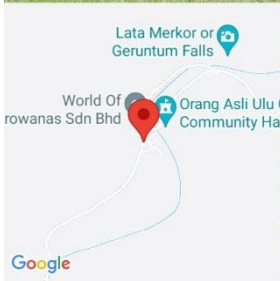 Lata Merkor or
Geruntum Falls
World Of
rowanas Sdn Bhd
Orang Asli Ulu
Community Ha
Google